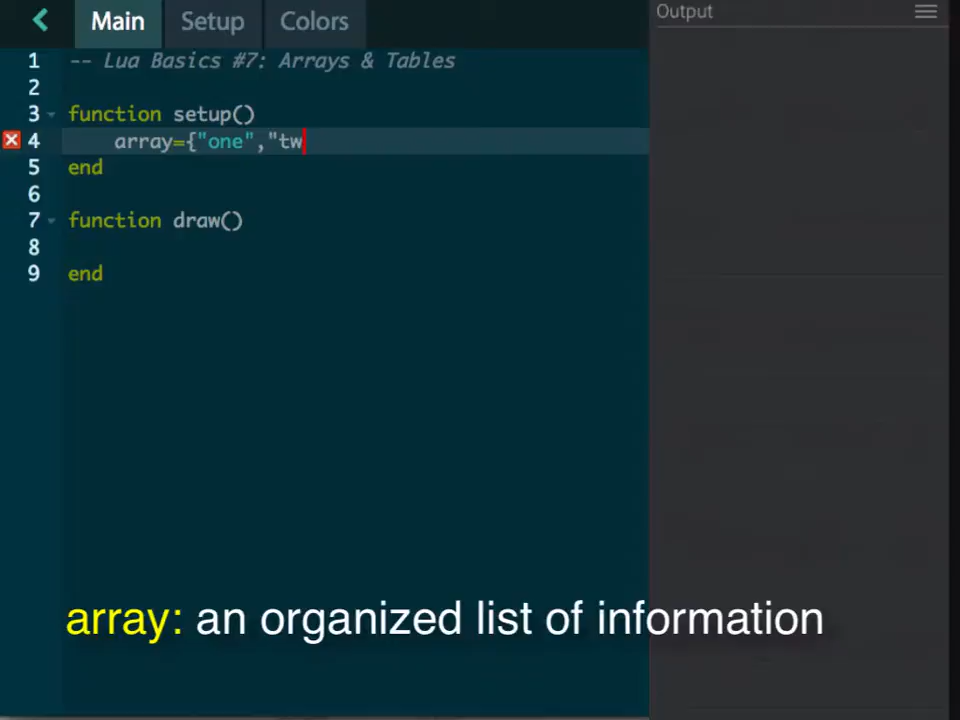 Main Setup Colors Output
1 -- Lua Basics #7: Arrays & Tables
2
3 function setup()
4 array={"one","tw
5 end
6
7 function draw()
8
9 end
array: an organized list of information